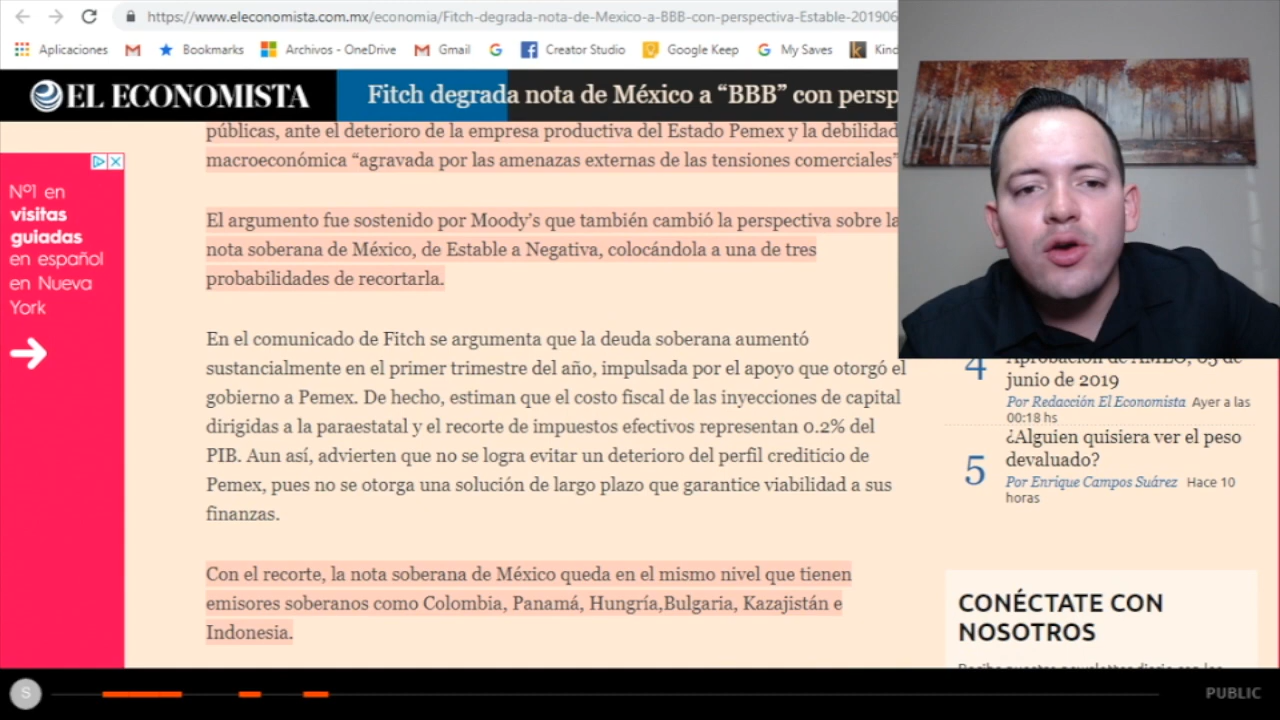 https://www.eleconomista.com.mx/economia/Fitch-degrada-nota-de-Mexico-a-BBB-con-perspectiva-Estable-201906
Aplicaciones
Bookmarks
Archivos - OneDrive
Gmail
Creator Studio
Google Keep
My Saves
Kind
EL ECONOMISTA
Fitch degrada nota de México a “BBB” con persp
públicas, ante el deterioro de la empresa productiva del Estado Pemex y la debilidad
macroeconómica “agravada por las amenazas externas de las tensiones comerciales”
Nº1 en
visitas
guiadas
en español
en Nueva
York
El argumento fue sostenido por Moody’s que también cambió la perspectiva sobre la
nota soberana de México, de Estable a Negativa, colocándola a una de tres
probabilidades de recortarla.
En el comunicado de Fitch se argumenta que la deuda soberana aumentó
sustancialmente en el primer trimestre del año, impulsada por el apoyo que otorgó el
gobierno a Pemex. De hecho, estiman que el costo fiscal de las inyecciones de capital
dirigidas a la paraestatal y el recorte de impuestos efectivos representan 0.2% del
PIB. Aun así, advierten que no se logra evitar un deterioro del perfil crediticio de
Pemex, pues no se otorga una solución de largo plazo que garantice viabilidad a sus
finanzas.
Con el recorte, la nota soberana de México queda en el mismo nivel que tienen
emisores soberanos como Colombia, Panamá, Hungría,Bulgaria, Kazajistán e
Indonesia.
4
Aprobación de AMLO, 05 de
junio de 2019
Por Redacción El Economista Ayer a las
00:18 hs
5
¿Alguien quisiera ver el peso
devaluado?
Por Enrique Campos Suárez Hace 10
horas
CONÉCTATE CON
NOSOTROS
S
PUBLIC